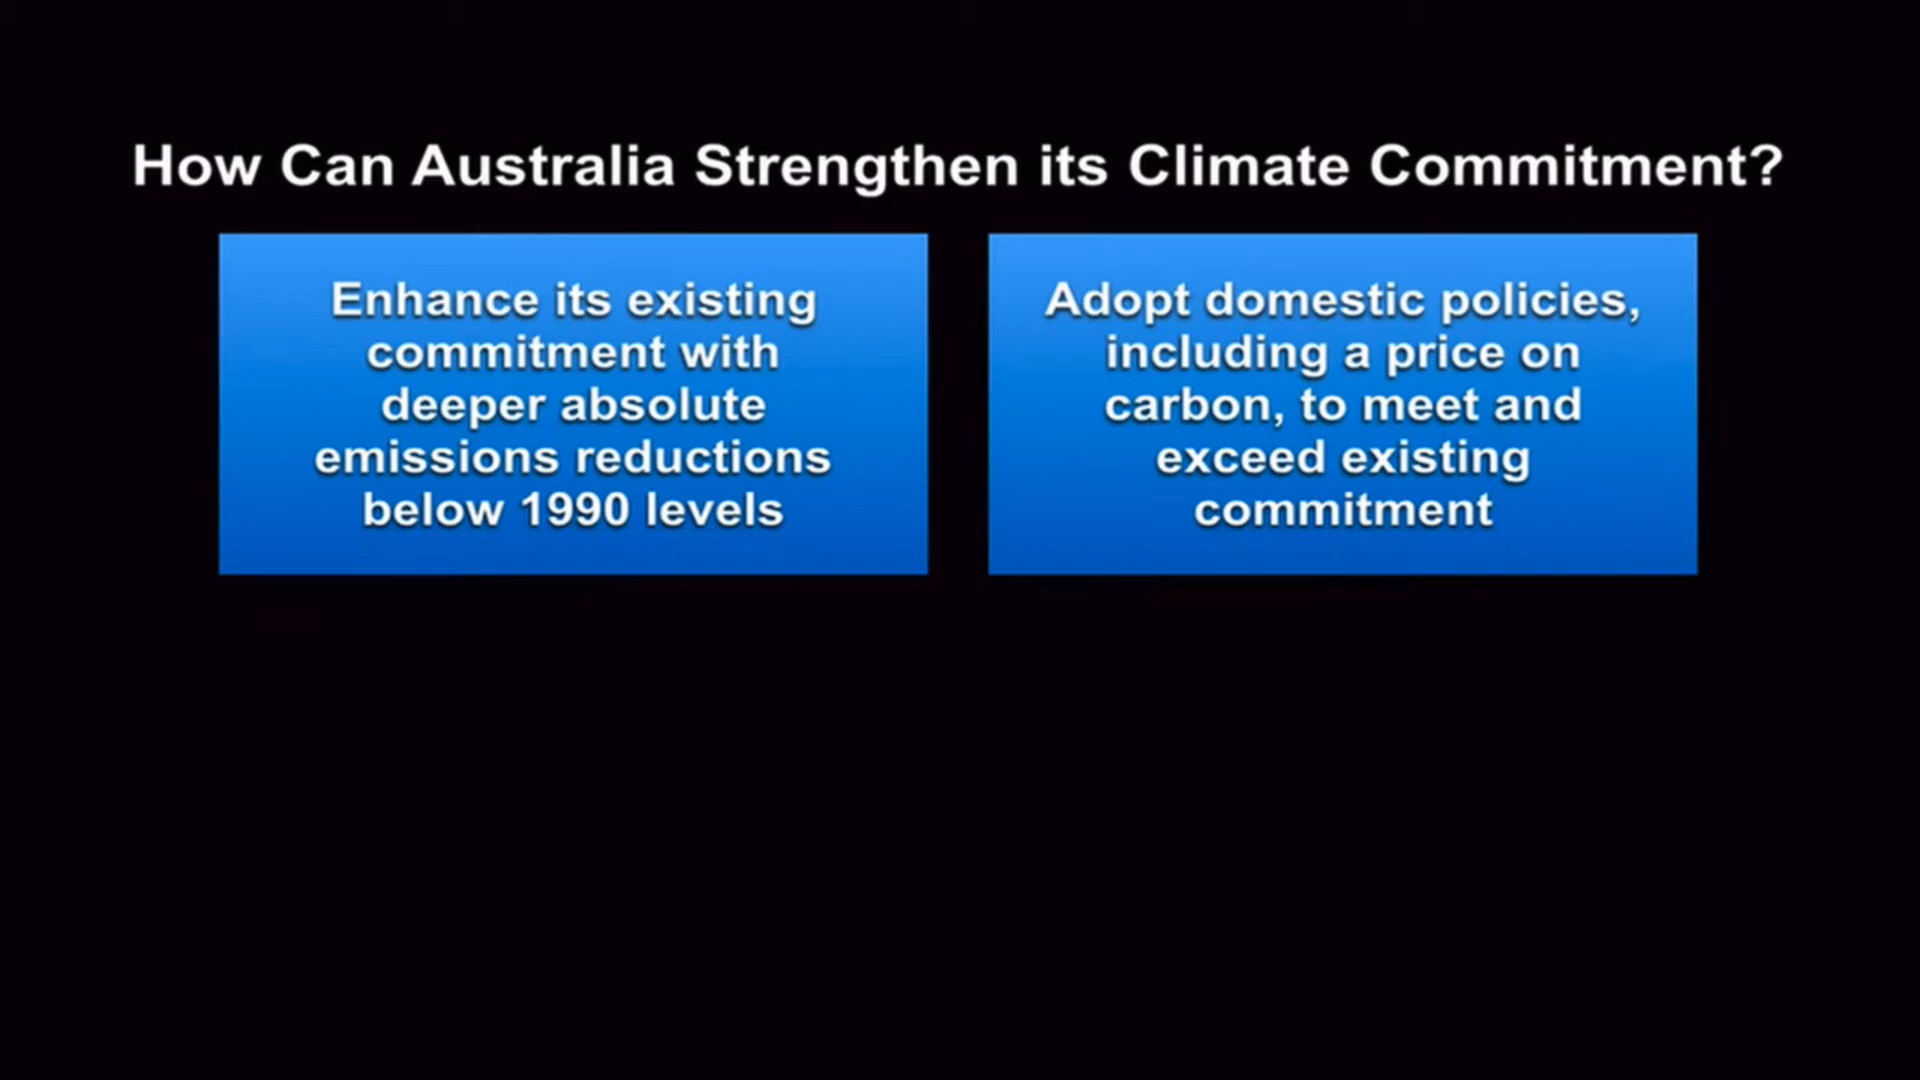 How Can Australia Strengthen its Climate Commitment?
Enhance its existing
commitment with
deeper absolute
emissions reductions
below 1990 levels
Adopt domestic policies,
including a price on
carbon, to meet and
exceed existing
commitment